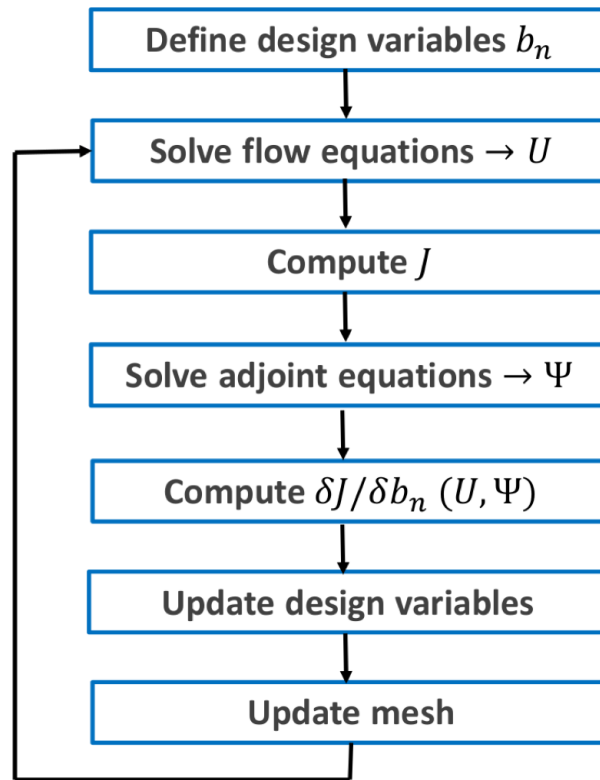 Define design variables bₙ
Solve flow equations → U
Compute J
Solve adjoint equations → Ψ
Compute δJ/δbₙ (U, Ψ)
Update design variables
Update mesh